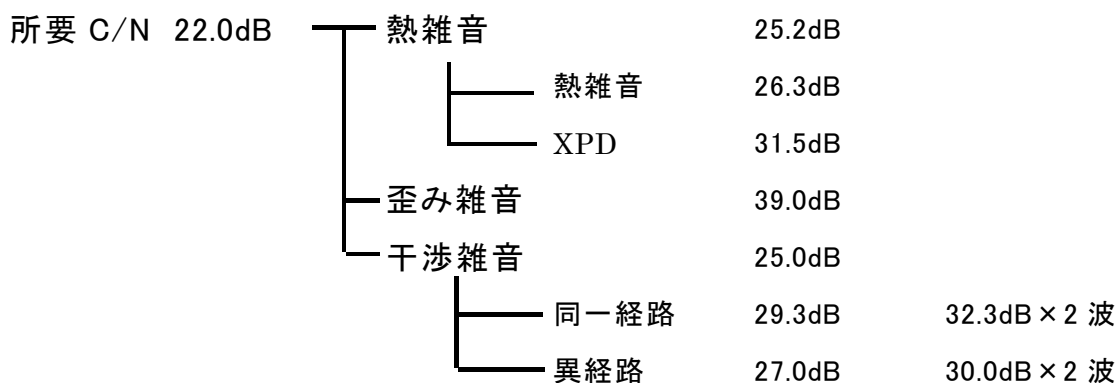 所要 C/N 22.0dB 熱雑音 25.2dB
熱雑音 26.3dB
XPD 31.5dB
歪み雑音 39.0dB
干渉雑音 25.0dB
同一経路 29.3dB 32.3dB×2 波
異経路 27.0dB 30.0dB×2 波